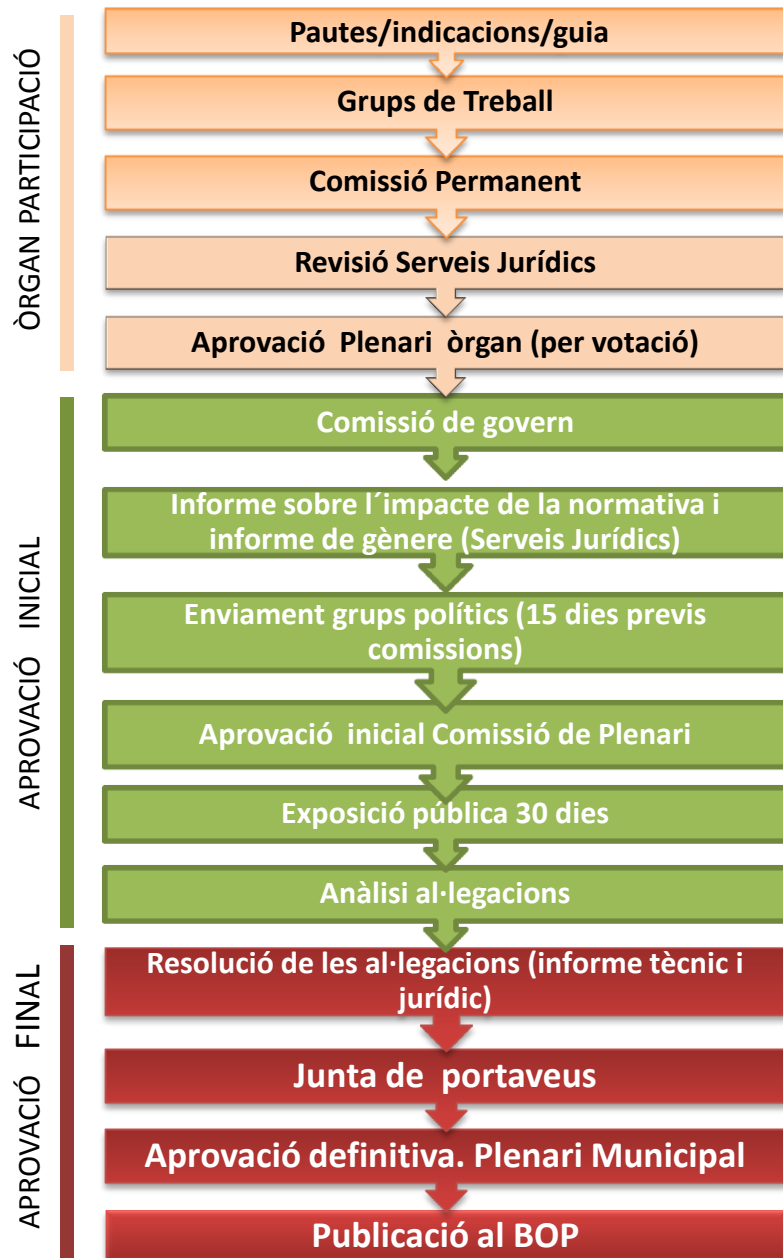 ÒRGAN PARTICIPACIÓ
Pautes/indicacions/guia
Grups de Treball
Comissió Permanent
Revisió Serveis Jurídics
Aprovació Plenari òrgan (per votació)
APROVACIÓ INICIAL
Comissió de govern
Informe sobre l´impacte de la normativa i
informe de gènere (Serveis Jurídics)
Enviament grups polítics (15 dies previs
comissions)
Aprovació inicial Comissió de Plenari
Exposició pública 30 dies
Anàlisi al·legacions
APROVACIÓ FINAL
Resolució de les al·legacions (informe tècnic i
jurídic)
Junta de portaveus
Aprovació definitiva. Plenari Municipal
Publicació al BOP